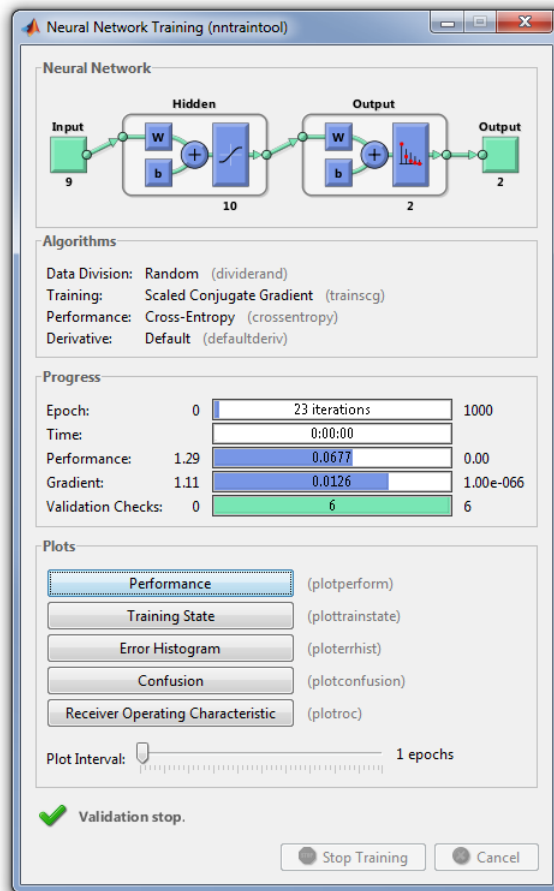 Neural Network Training (nntraintool)
Neural Network
Hidden Output
Input Output
W W
b b
+ +
9 2
10 2
Algorithms
Data Division: Random (dividerand)
Training: Scaled Conjugate Gradient (trainscg)
Performance: Cross-Entropy (crossentropy)
Derivative: Default (defaultderiv)
Progress
Epoch: 0 23 iterations 1000
Time: 0:00:00
Performance: 1.29 0.0677 0.00
Gradient: 1.11 0.0126 1.00e-066
Validation Checks: 0 6 6
Plots
Performance (plotperform)
Training State (plottrainstate)
Error Histogram (ploterrhist)
Confusion (plotconfusion)
Receiver Operating Characteristic (plotroc)
Plot Interval: 1 epochs
Validation stop.
Stop Training Cancel